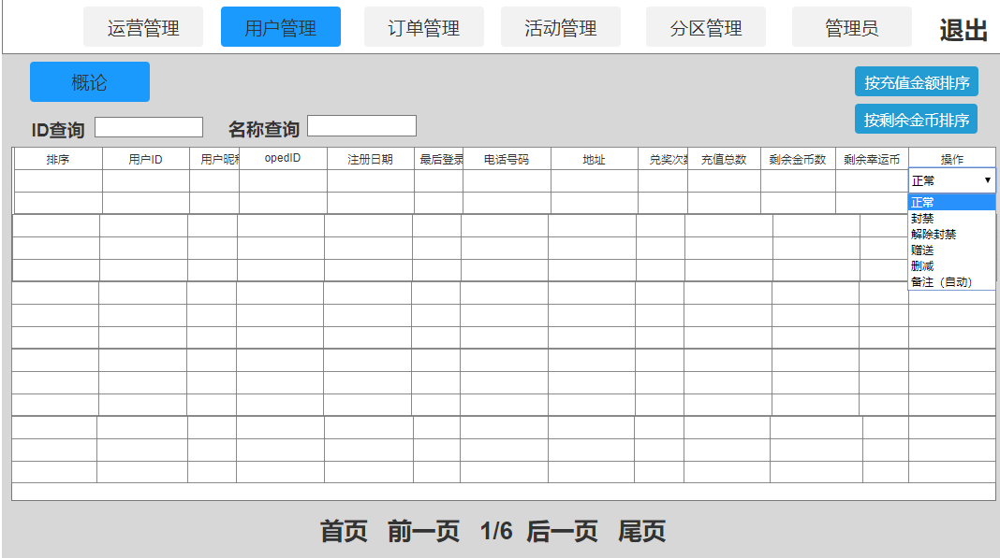 运营管理 用户管理 订单管理 活动管理 分区管理 管理员 退出
概论 按充值金额排序
ID查询 名称查询 按剩余金币排序
排序 用户ID 用户昵 opedID 注册日期 最后登录 电话号码 地址 兑奖次数 充值总数 剩余金币数 剩余幸运币 操作
正常
正常
封禁
解除封禁
赠送
删减
备注（自动）
首页 前一页 1/6 后一页 尾页